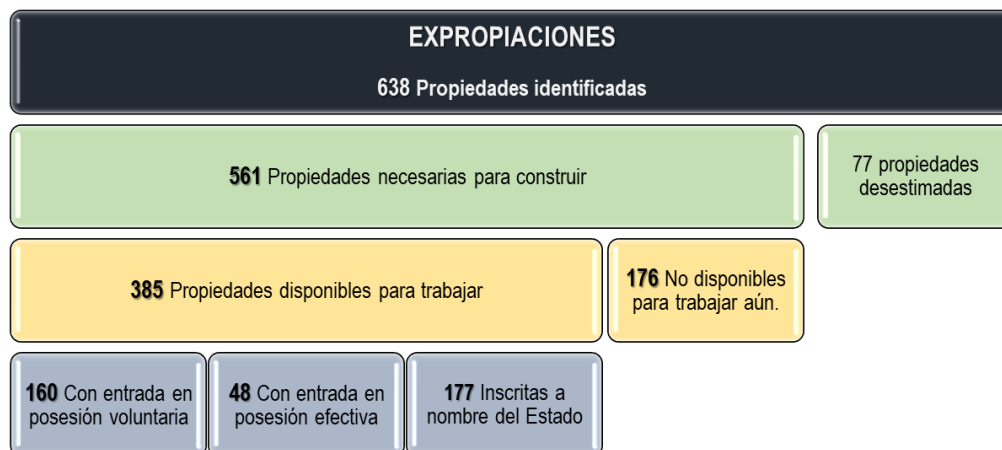 EXPROPIACIONES
638 Propiedades identificadas
561 Propiedades necesarias para construir
77 propiedades
desestimadas
385 Propiedades disponibles para trabajar
176 No disponibles
para trabajar aún.
160 Con entrada en
posesión voluntaria
48 Con entrada en
posesión efectiva
177 Inscritas a
nombre del Estado